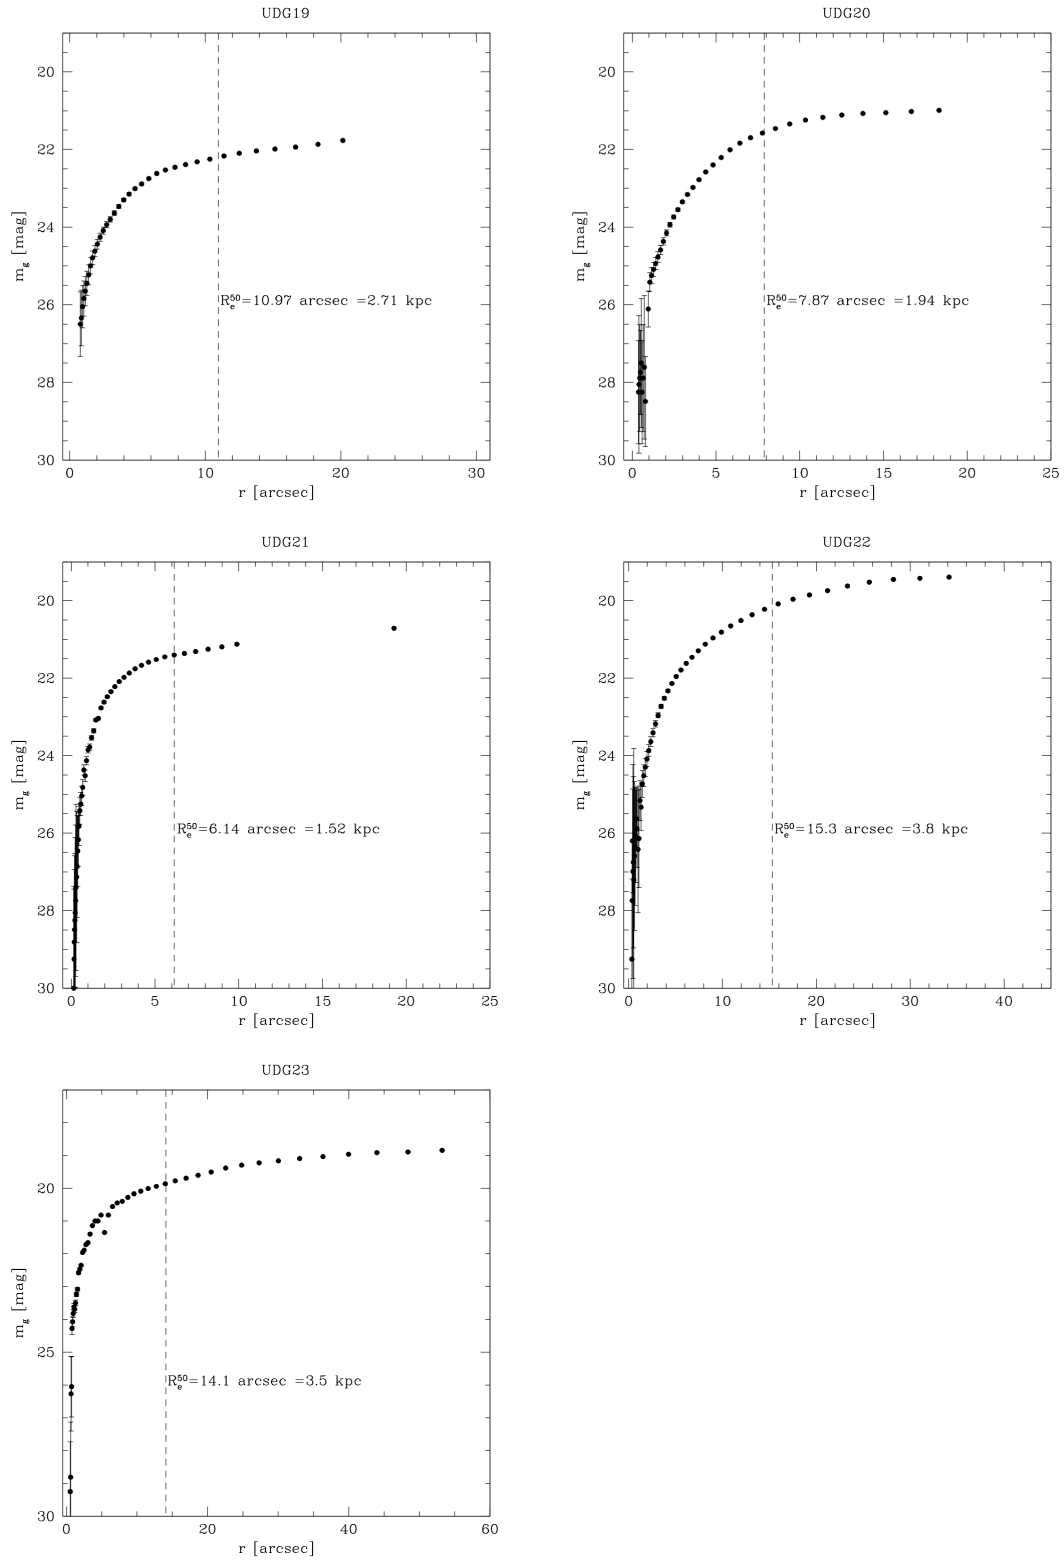 UDG19
20
22
24
26
28
30
m_g [mag]
R_e^50=10.97 arcsec =2.71 kpc
0 10 20 30
r [arcsec]
UDG20
20
22
24
26
28
30
m_g [mag]
R_e^50=7.87 arcsec =1.94 kpc
0 5 10 15 20 25
r [arcsec]
UDG21
20
22
24
26
28
30
m_g [mag]
R_e^50=6.14 arcsec =1.52 kpc
0 5 10 15 20 25
r [arcsec]
UDG22
20
22
24
26
28
30
m_g [mag]
R_e^50=15.3 arcsec =3.8 kpc
0 10 20 30 40
r [arcsec]
UDG23
20
25
30
m_g [mag]
R_e^50=14.1 arcsec =3.5 kpc
0 20 40 60
r [arcsec]